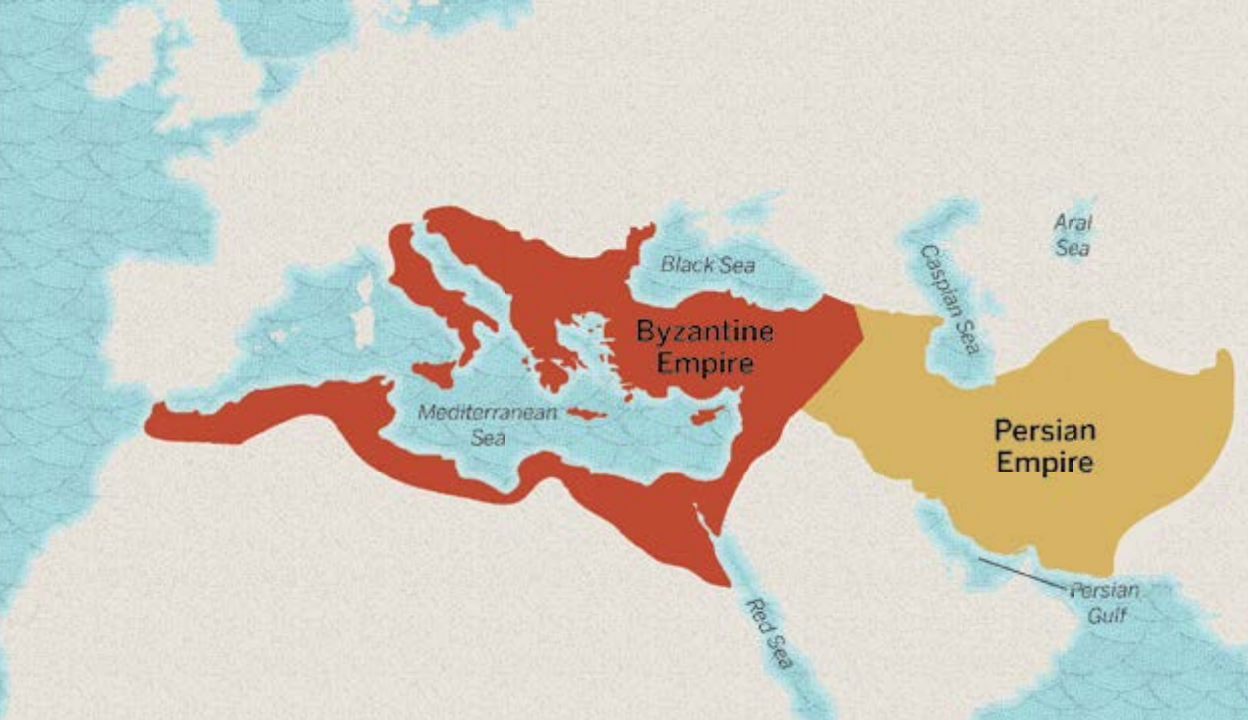 Aral
Sea
Black Sea
Caspian Sea
Byzantine
Empire
Mediterranean
Sea
Persian
Empire
Persian
Gulf
Red Sea